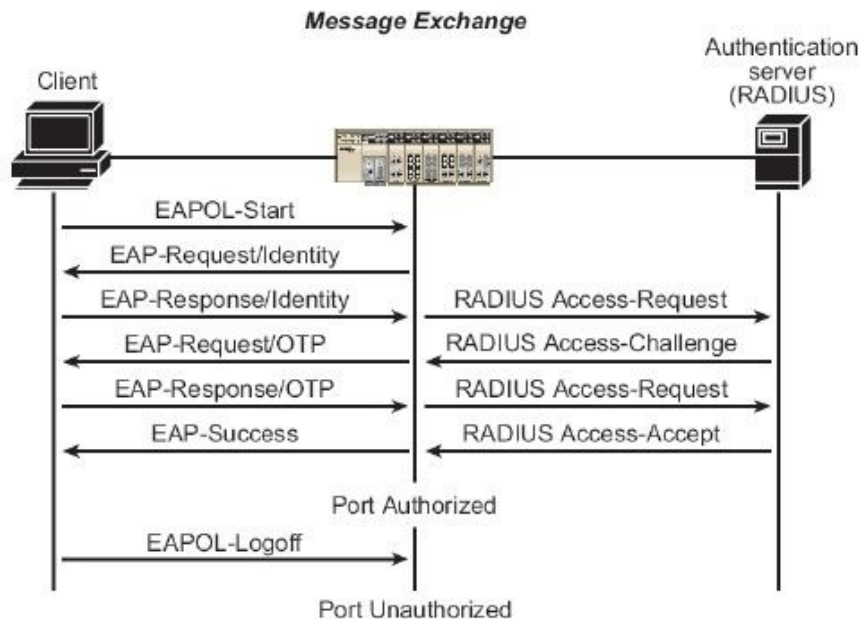 Message Exchange
Client
Authentication
server
(RADIUS)
EAPOL-Start
EAP-Request/Identity
EAP-Response/Identity
RADIUS Access-Request
EAP-Request/OTP
RADIUS Access-Challenge
EAP-Response/OTP
RADIUS Access-Request
EAP-Success
RADIUS Access-Accept
Port Authorized
EAPOL-Logoff
Port Unauthorized